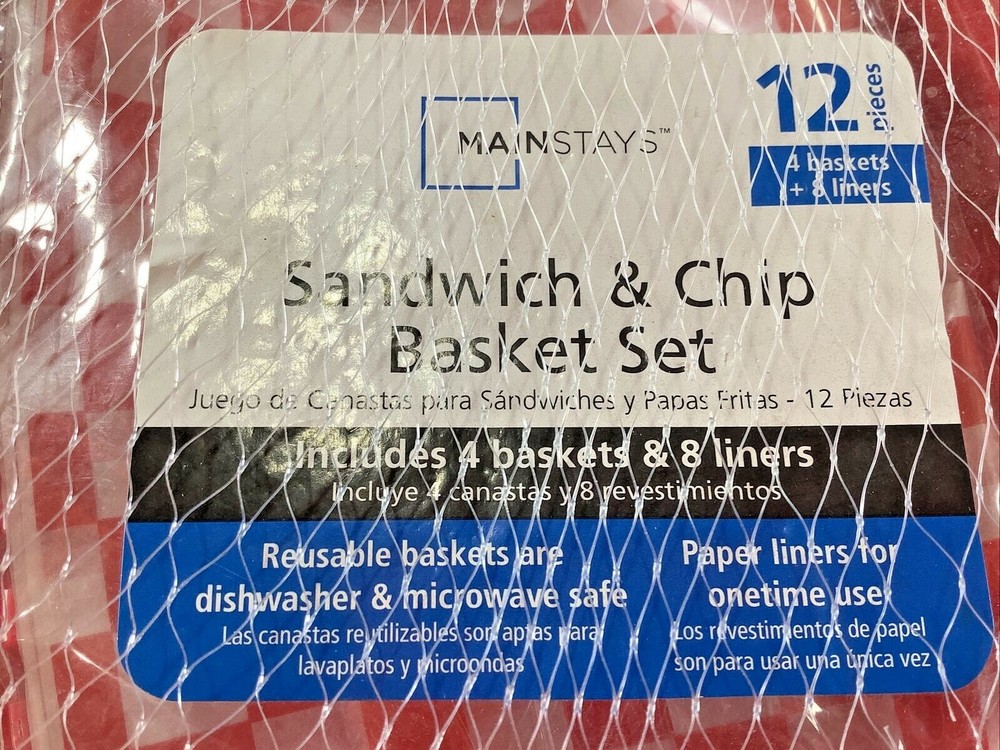 MAINSTAYS™
12 pieces
4 baskets
+ 8 liners
Sandwich & Chip
Basket Set
Juego de Canastas para Sándwiches y Papas Fritas - 12 Piezas
Includes 4 baskets & 8 liners
Incluye 4 canastas y 8 revestimientos
Reusable baskets are
dishwasher & microwave safe
Las canastas reutilizables son aptas para
lavaplatos y microondas
Paper liners for
onetime use
Los revestimientos de papel
son para usar una única vez